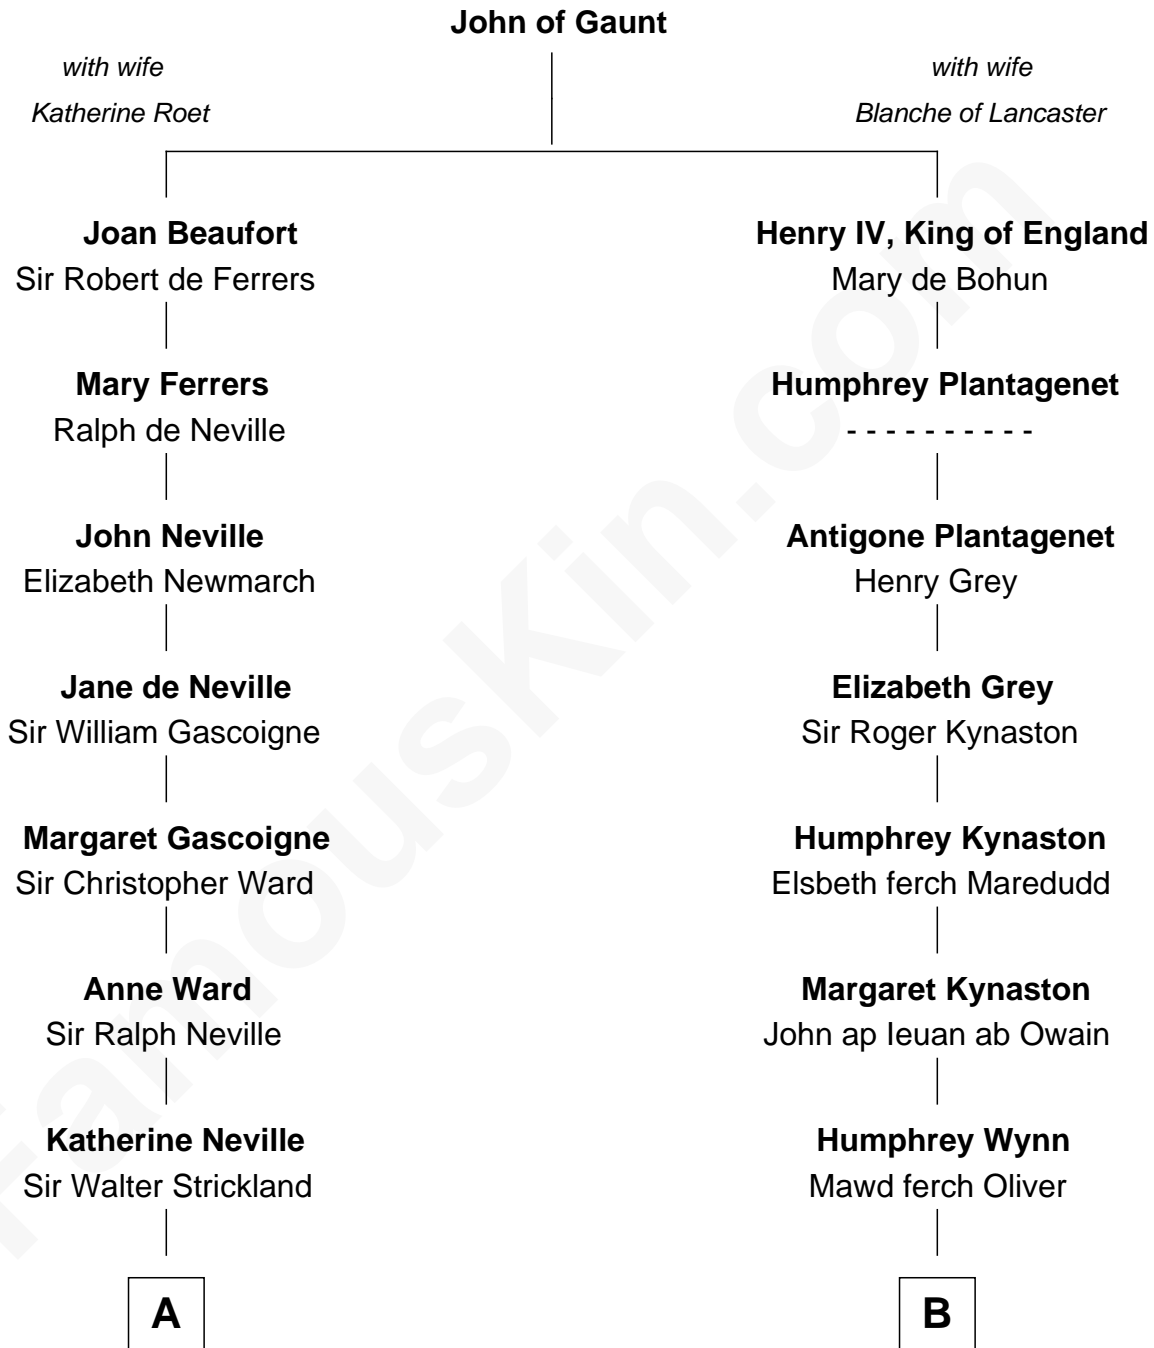 John of Gaunt
with wife
Katherine Roet
with wife
Blanche of Lancaster
Joan Beaufort
Sir Robert de Ferrers
Henry IV, King of England
Mary de Bohun
Mary Ferrers
Ralph de Neville
Humphrey Plantagenet
- - - - - - - - - -
John Neville
Elizabeth Newmarch
Antigone Plantagenet
Henry Grey
Jane de Neville
Sir William Gascoigne
Elizabeth Grey
Sir Roger Kynaston
Margaret Gascoigne
Sir Christopher Ward
Humphrey Kynaston
Elsbeth ferch Maredudd
Anne Ward
Sir Ralph Neville
Margaret Kynaston
John ap Ieuan ab Owain
Katherine Neville
Sir Walter Strickland
Humphrey Wynn
Mawd ferch Oliver
A
B
FamousKin.com